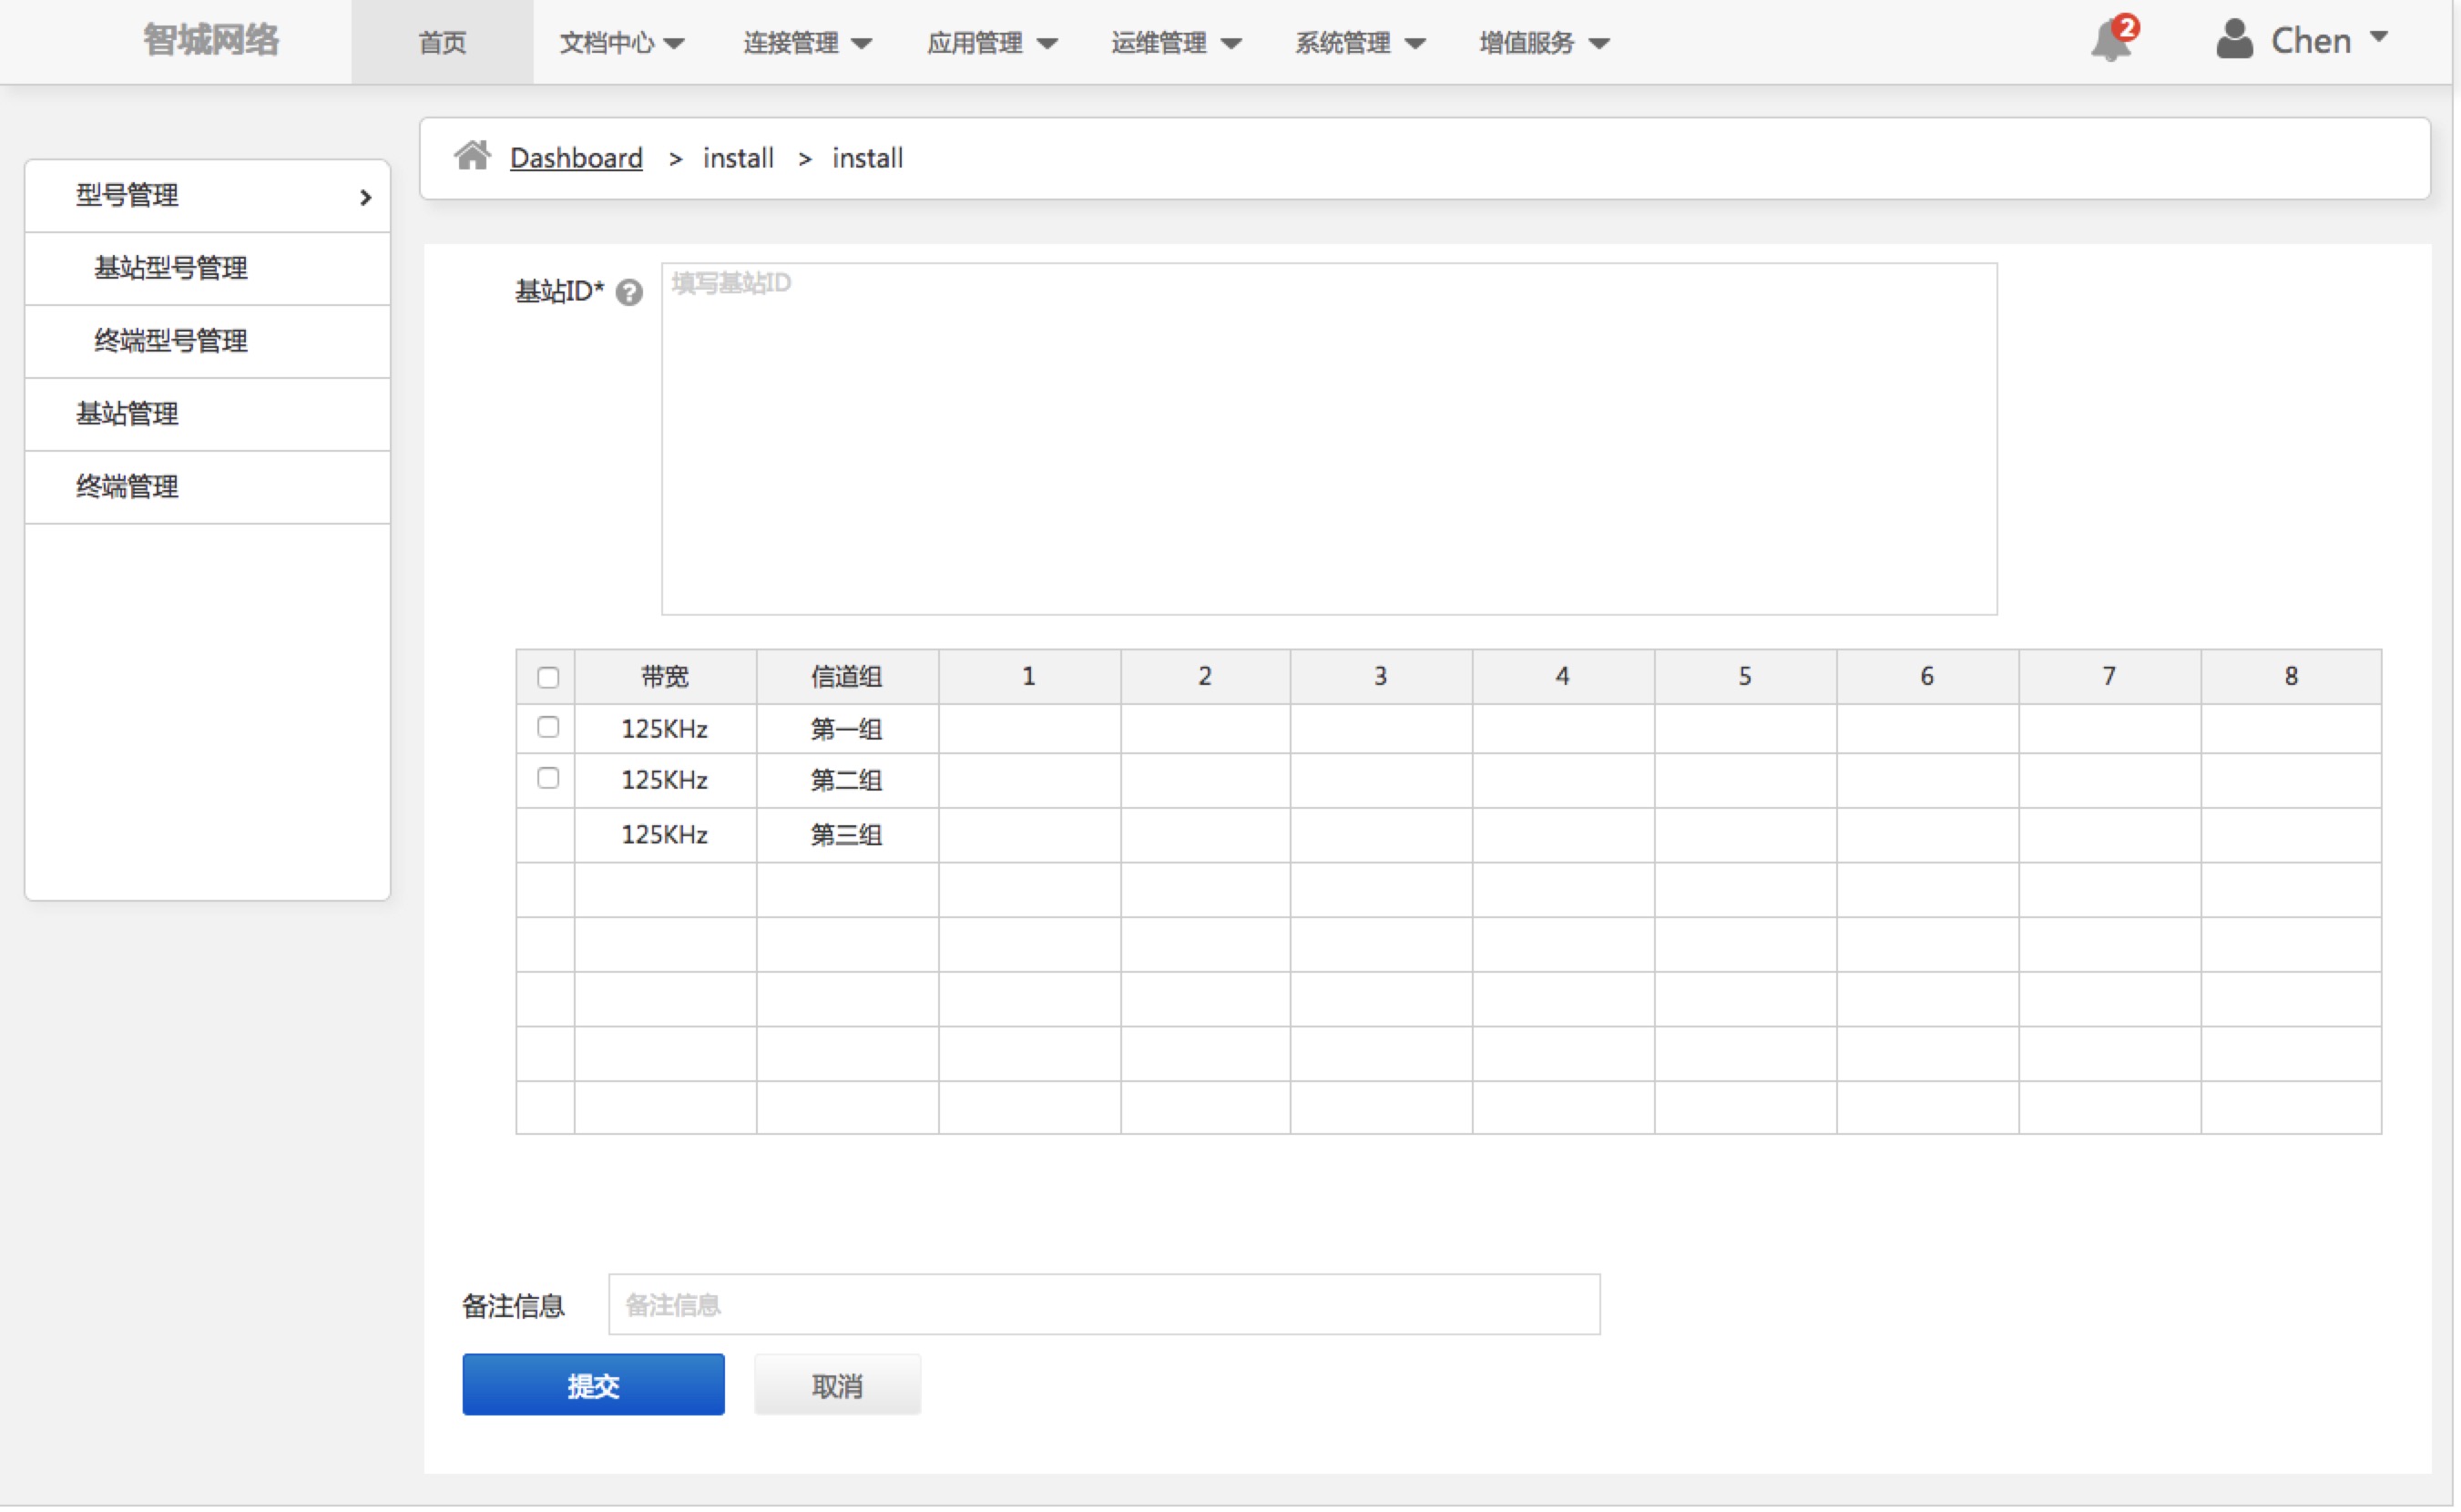 智城网络 首页 文档中心 连接管理 应用管理 运维管理 系统管理 增值服务 2 Chen
Dashboard > install > install
型号管理
基站型号管理
终端型号管理
基站管理
终端管理
基站ID* ? 填写基站ID
带宽 信道组 1 2 3 4 5 6 7 8
125KHz 第一组
125KHz 第二组
125KHz 第三组
备注信息 备注信息
提交 取消